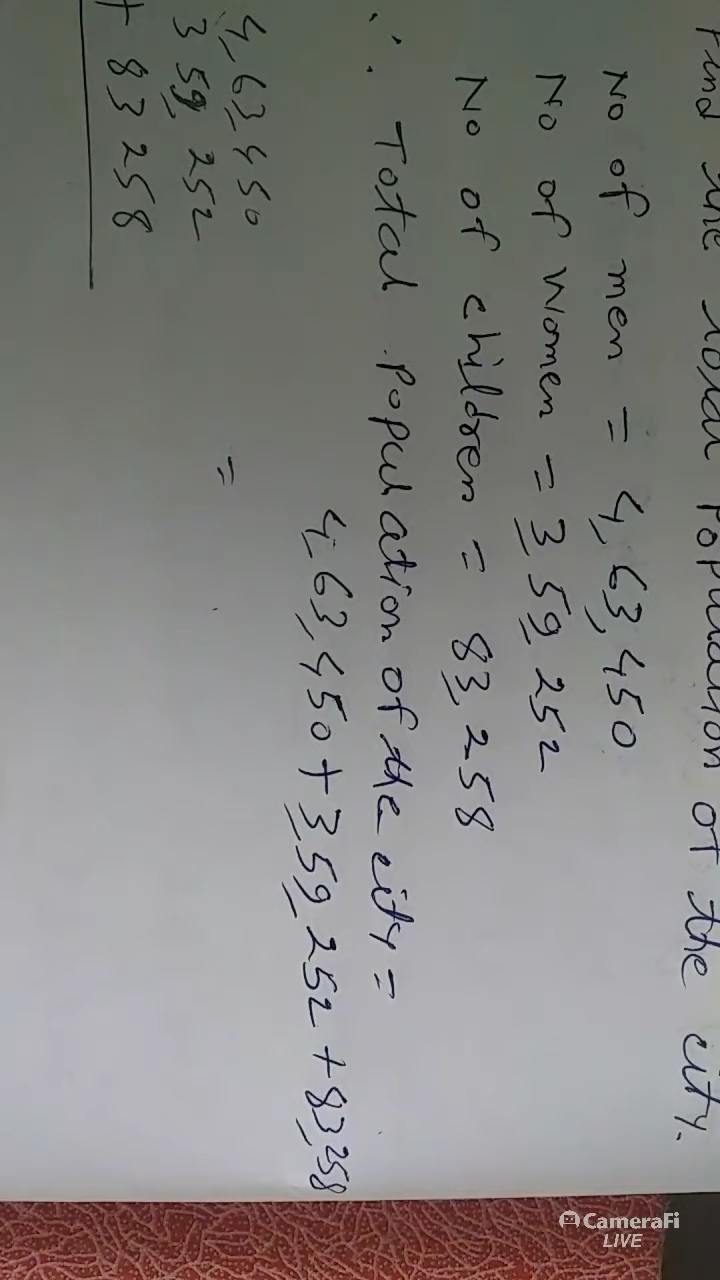 Find the total Population of the city.
No of men = 4,63,450
No of women = 3,59,252
No of children = 83,258
∴ Total Population of the city =
4,63,450 + 3,59,252 + 83,258
=
4,63,450
3 59, 252
+ 83 258
CameraFi
LIVE